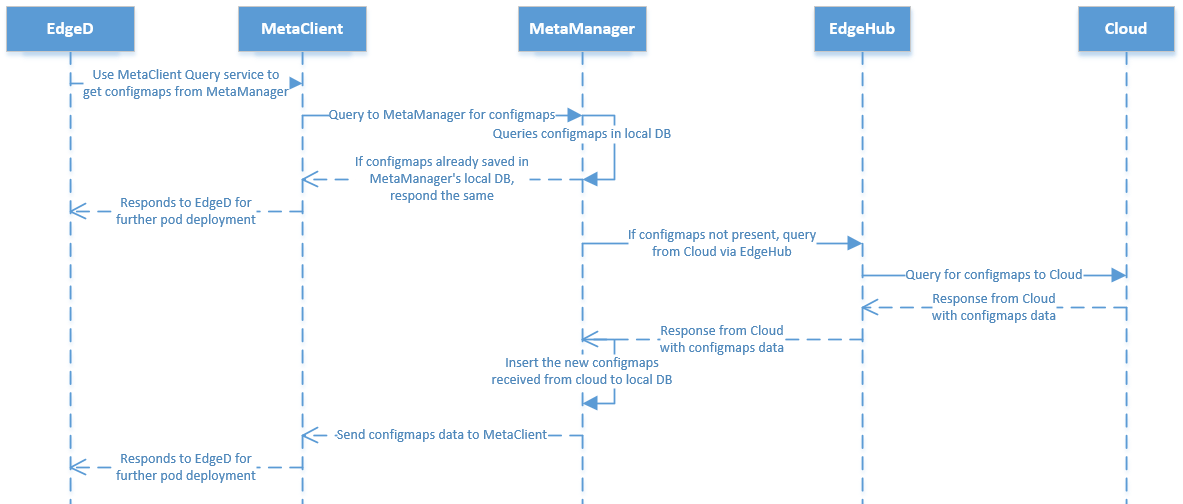 EdgeD
MetaClient
MetaManager
EdgeHub
Cloud
Use MetaClient Query service to
get configmaps from MetaManager
Query to MetaManager for configmaps
Queries configmaps in local DB
If configmaps already saved in
MetaManager's local DB,
respond the same
Responds to EdgeD for
further pod deployment
If configmaps not present, query
from Cloud via EdgeHub
Query for configmaps to Cloud
Response from Cloud
with configmaps data
Response from Cloud
with configmaps data
Insert the new configmaps
received from cloud to local DB
Send configmaps data to MetaClient
Responds to EdgeD for
further pod deployment